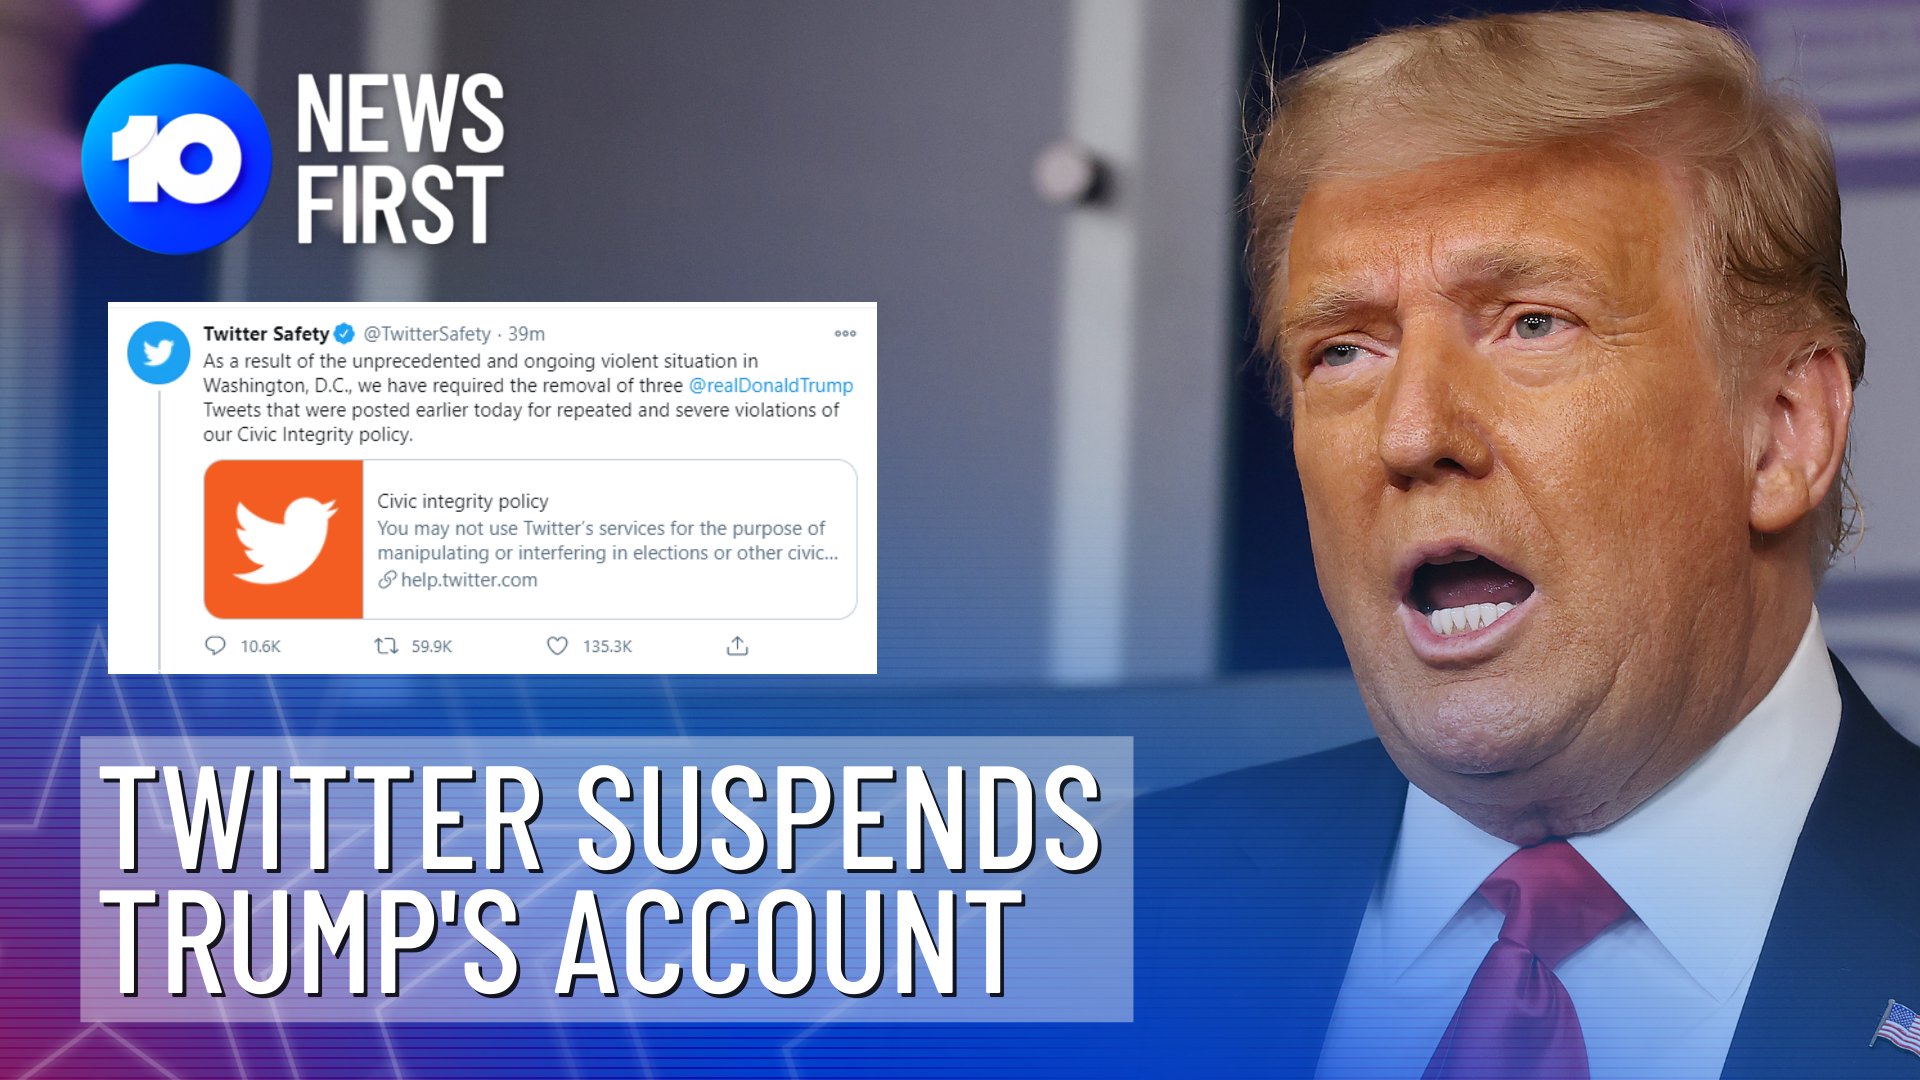 10 NEWS
FIRST
Twitter Safety @TwitterSafety · 39m
As a result of the unprecedented and ongoing violent situation in
Washington, D.C., we have required the removal of three @realDonaldTrump
Tweets that were posted earlier today for repeated and severe violations of
our Civic Integrity policy.
Civic integrity policy
You may not use Twitter's services for the purpose of
manipulating or interfering in elections or other civic...
help.twitter.com
10.6K 59.9K 135.3K
TWITTER SUSPENDS
TRUMP'S ACCOUNT